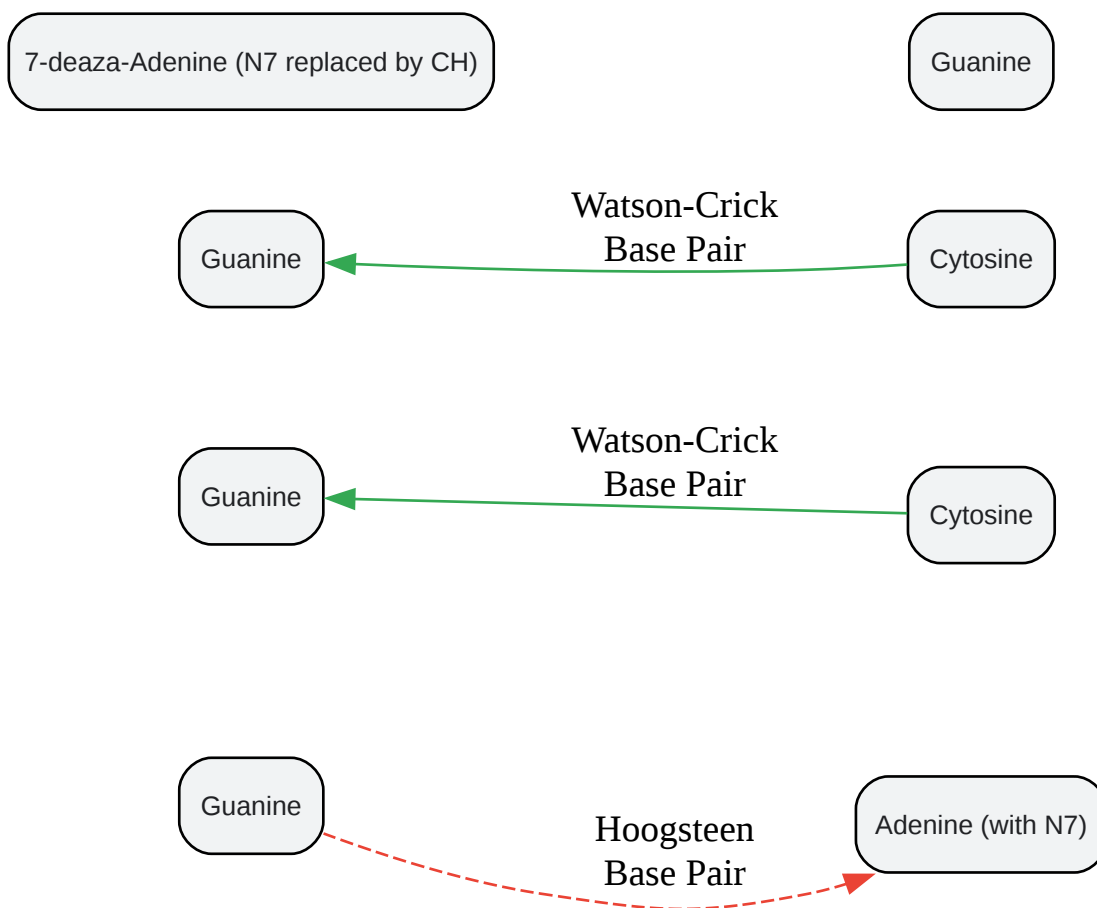 7-deaza-Adenine (N7 replaced by CH)
Guanine
Watson-Crick
Base Pair
Guanine
Cytosine
Watson-Crick
Base Pair
Guanine
Cytosine
Guanine
Hoogsteen
Base Pair
Adenine (with N7)